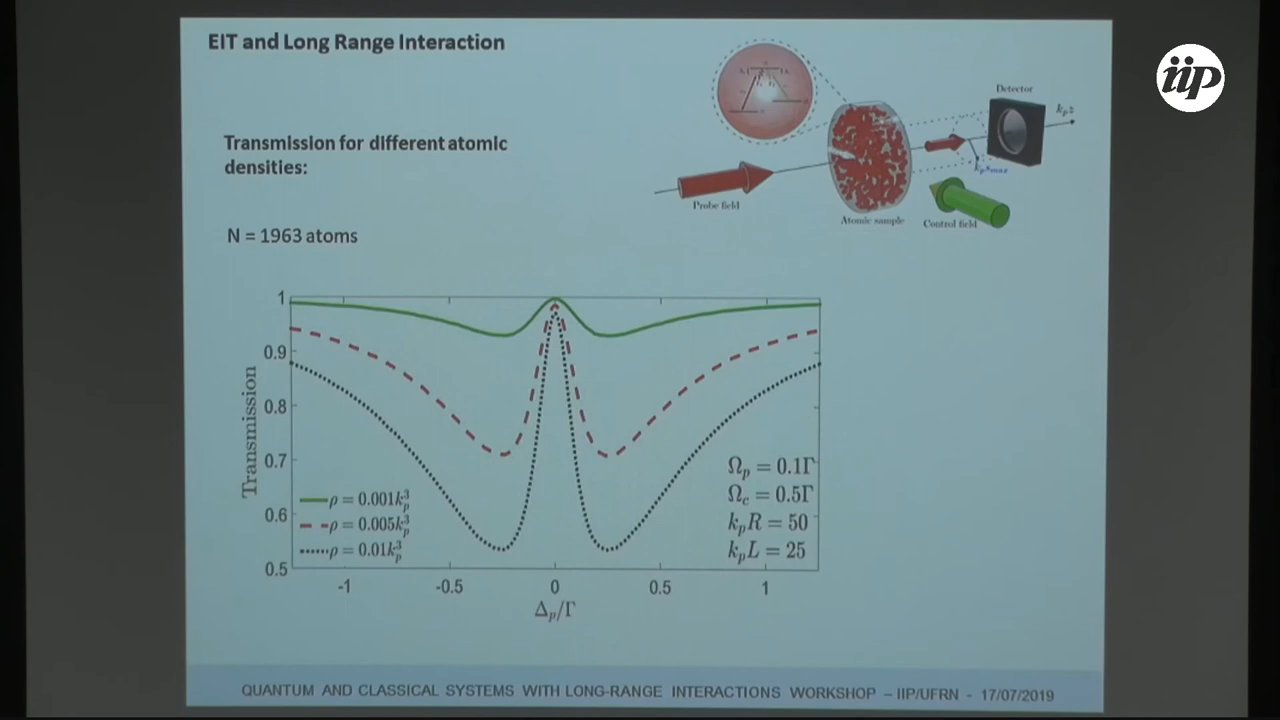 EIT and Long Range Interaction
iip
Detector
Transmission for different atomic
densities:
Probe field
Atomic sample
Control field
N = 1963 atoms
1
0.9
0.8
0.7
0.6
0.5
Transmission
ρ = 0.001k_p^3
ρ = 0.005k_p^3
ρ = 0.01k_p^3
Ω_p = 0.1Γ
Ω_c = 0.5Γ
k_pR = 50
k_pL = 25
-1 -0.5 0 0.5 1
Δ_p/Γ
QUANTUM AND CLASSICAL SYSTEMS WITH LONG-RANGE INTERACTIONS WORKSHOP – IIP/UFRN - 17/07/2019